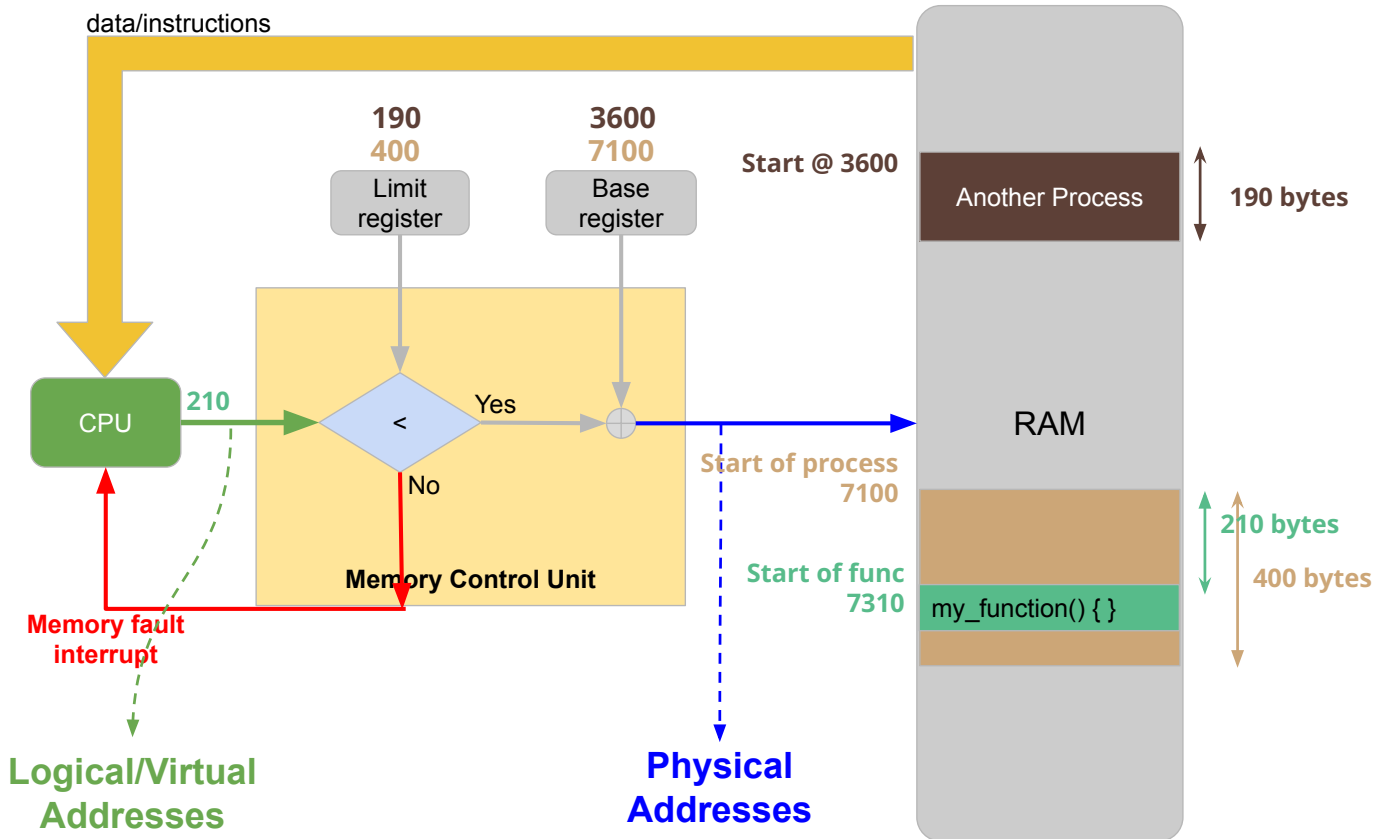 data/instructions
190
400
Limit
register
3600
7100
Base
register
Start @ 3600
Another Process
190 bytes
CPU
210
<
Yes
No
RAM
Start of process
7100
210 bytes
400 bytes
Start of func
7310
my_function() { }
Memory Control Unit
Memory fault
interrupt
Logical/Virtual
Addresses
Physical
Addresses